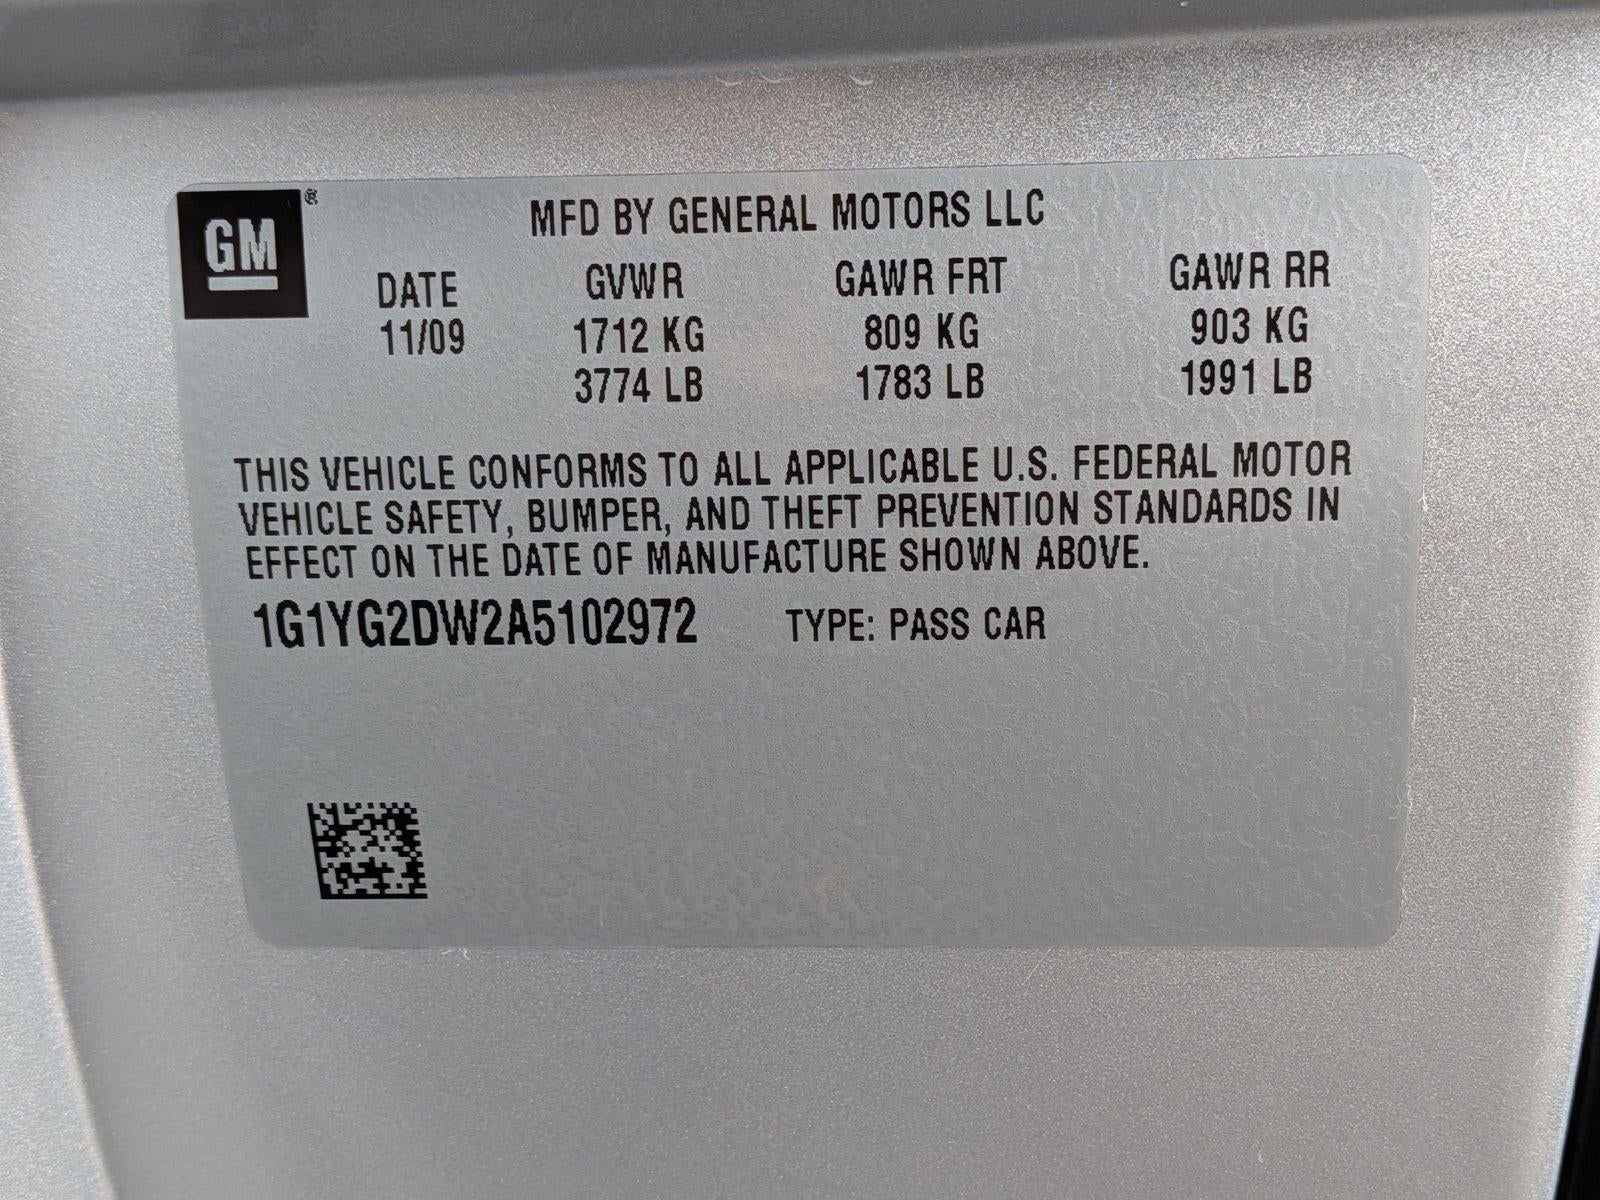 GM ®
MFD BY GENERAL MOTORS LLC
DATE GVWR GAWR FRT GAWR RR
11/09 1712 KG 809 KG 903 KG
3774 LB 1783 LB 1991 LB
THIS VEHICLE CONFORMS TO ALL APPLICABLE U.S. FEDERAL MOTOR
VEHICLE SAFETY, BUMPER, AND THEFT PREVENTION STANDARDS IN
EFFECT ON THE DATE OF MANUFACTURE SHOWN ABOVE.
1G1YG2DW2A5102972 TYPE: PASS CAR